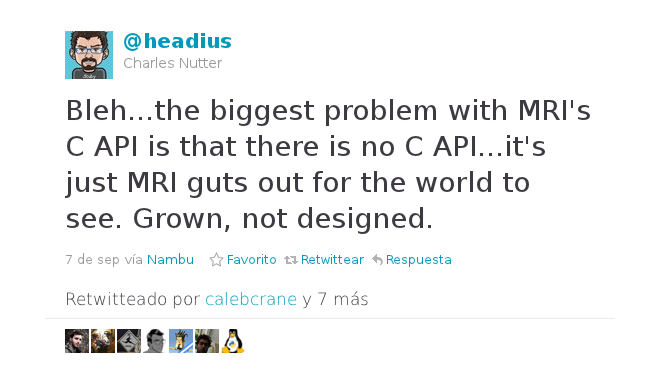 @headius
Charles Nutter
Bleh...the biggest problem with MRI's
C API is that there is no C API...it's
just MRI guts out for the world to
see. Grown, not designed.
7 de sep vía Nambu Favorito Retwittear Respuesta
Retwitteado por calebcrane y 7 más